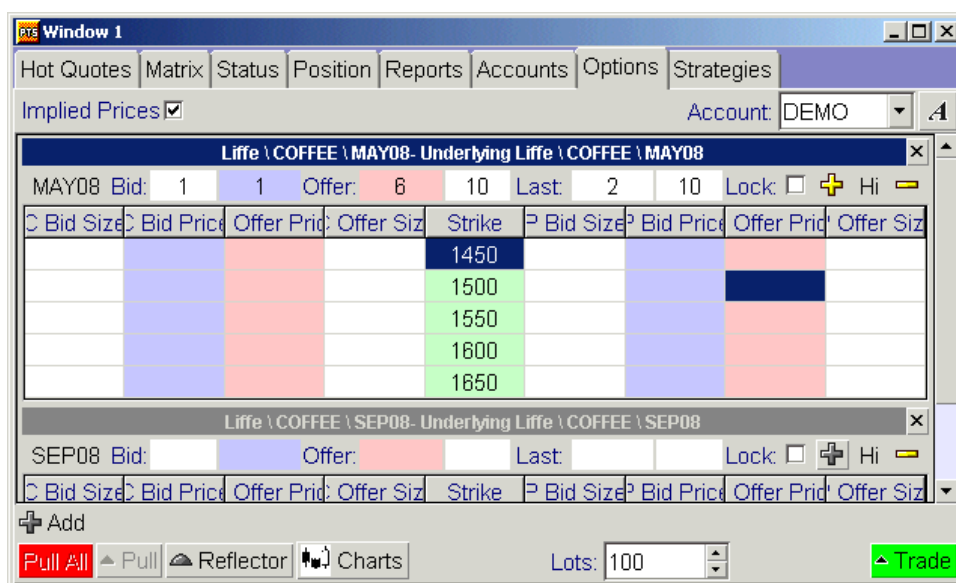 RTS Window 1
Hot Quotes Matrix Status Position Reports Accounts Options Strategies
Implied Prices Account: DEMO A
Liffe \ COFFEE \ MAY08- Underlying Liffe \ COFFEE \ MAY08
MAY08 Bid: 1 1 Offer: 6 10 Last: 2 10 Lock: Hi
C Bid Size C Bid Price Offer Pric C Offer Siz Strike P Bid Size P Bid Price Offer Pric Offer Siz
1450
1500
1550
1600
1650
Liffe \ COFFEE \ SEP08- Underlying Liffe \ COFFEE \ SEP08
SEP08 Bid: Offer: Last: Lock: Hi
C Bid Size C Bid Price Offer Pric C Offer Siz Strike P Bid Size P Bid Price Offer Pric Offer Siz
Add
Pull All Pull Reflector Charts Lots: 100 Trade